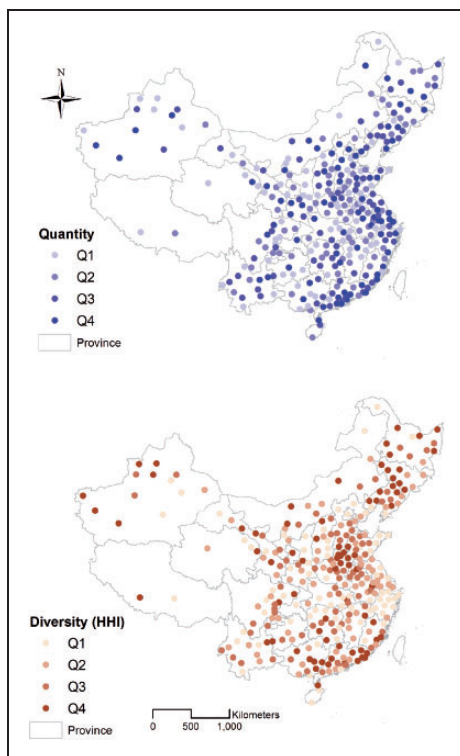 N
Quantity
Q1
Q2
Q3
Q4
Province
Diversity (HHI)
Q1
Q2
Q3
Q4
Province
Kilometers
0 500 1,000